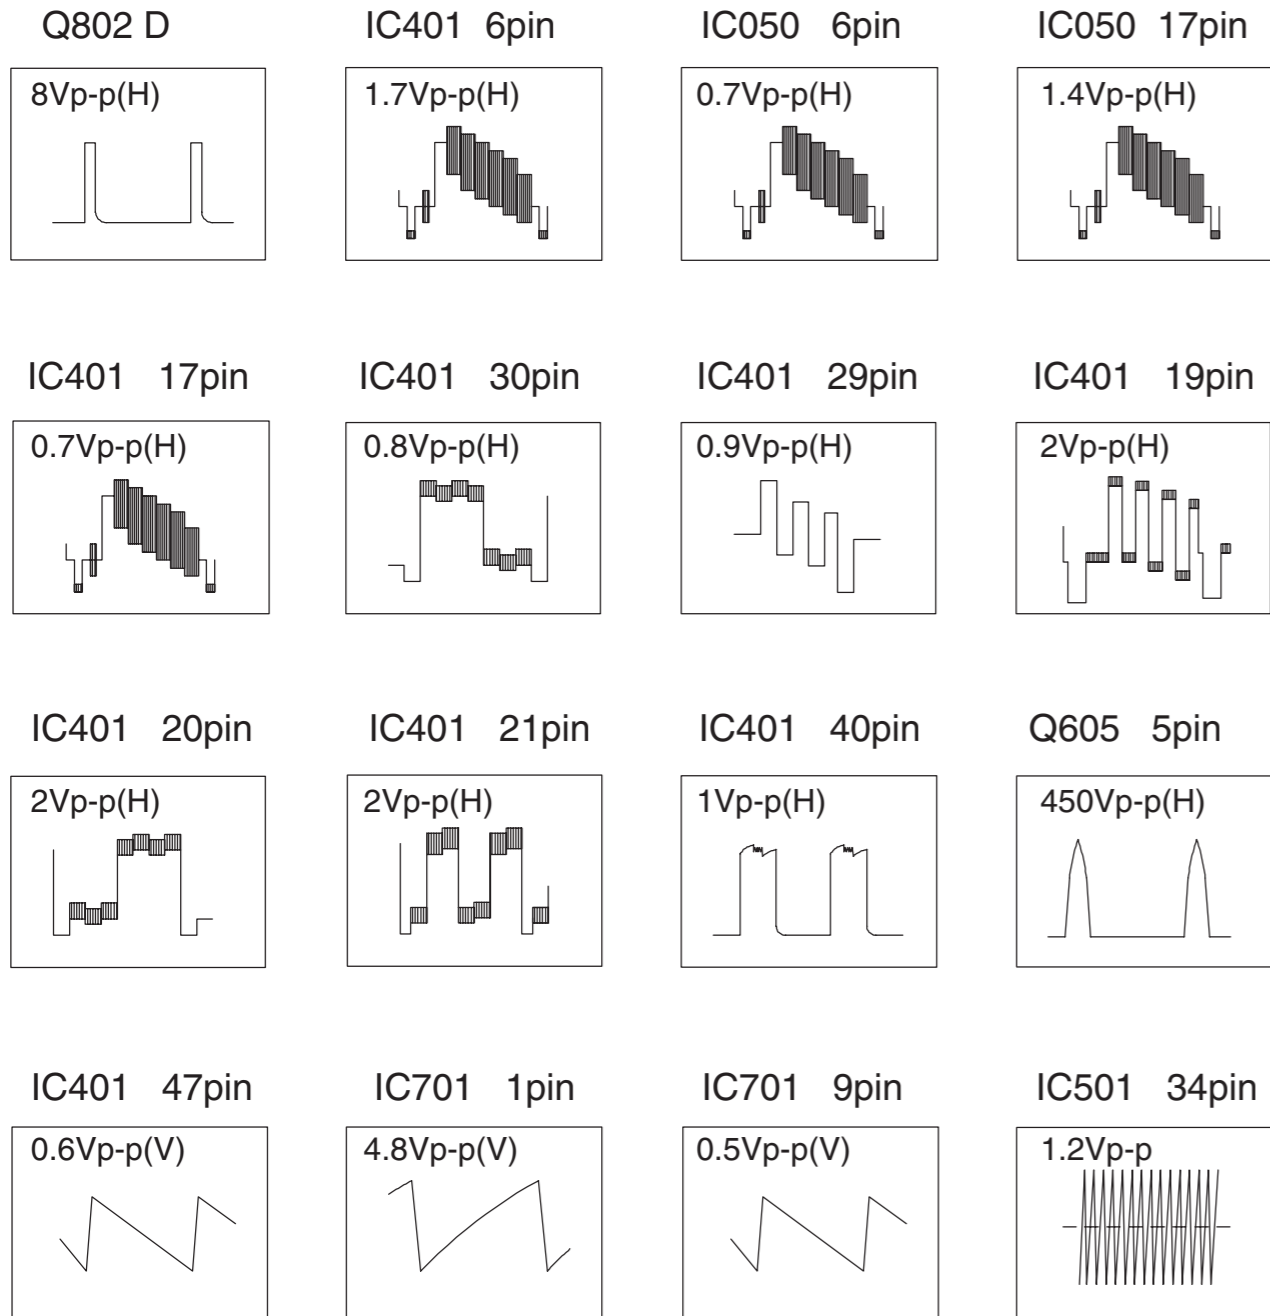 Q802 D
IC401 6pin
IC050 6pin
IC050 17pin
8Vp-p(H)
1.7Vp-p(H)
0.7Vp-p(H)
1.4Vp-p(H)
IC401 17pin
IC401 30pin
IC401 29pin
IC401 19pin
0.7Vp-p(H)
0.8Vp-p(H)
0.9Vp-p(H)
2Vp-p(H)
IC401 20pin
IC401 21pin
IC401 40pin
Q605 5pin
2Vp-p(H)
2Vp-p(H)
1Vp-p(H)
450Vp-p(H)
IC401 47pin
IC701 1pin
IC701 9pin
IC501 34pin
0.6Vp-p(V)
4.8Vp-p(V)
0.5Vp-p(V)
1.2Vp-p